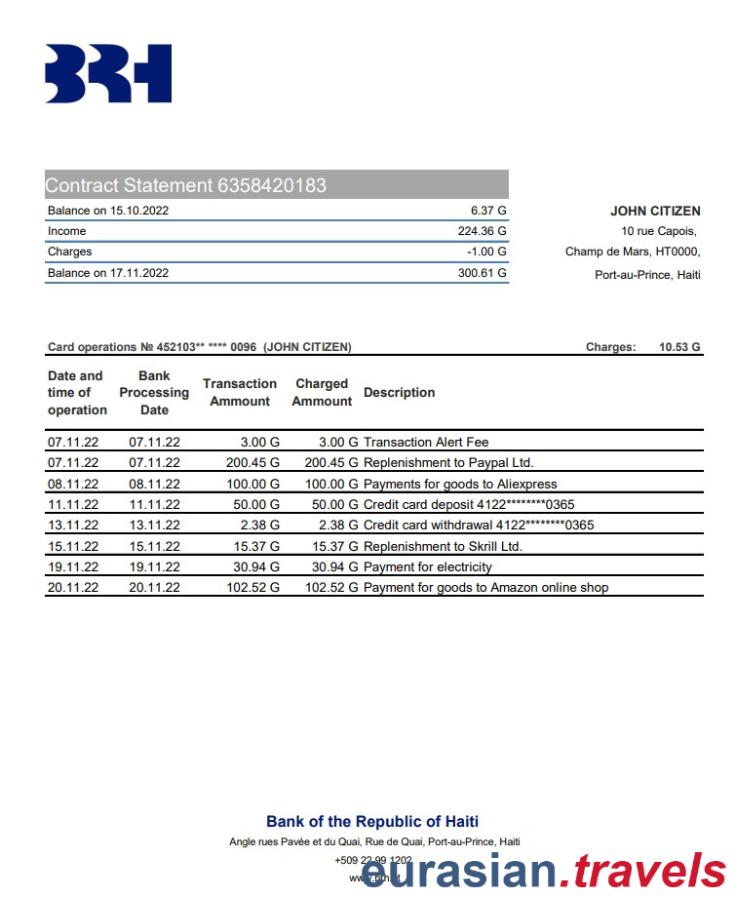 BRH
Contract Statement 6358420183
Balance on 15.10.2022 6.37 G
Income 224.36 G
Charges -1.00 G
Balance on 17.11.2022 300.61 G
JOHN CITIZEN
10 rue Capois,
Champ de Mars, HT0000,
Port-au-Prince, Haiti
Card operations № 452103** **** 0096 (JOHN CITIZEN) Charges: 10.53 G
Date and time of operation Bank Processing Date Transaction Ammount Charged Ammount Description
07.11.22 07.11.22 3.00 G 3.00 G Transaction Alert Fee
07.11.22 07.11.22 200.45 G 200.45 G Replenishment to Paypal Ltd.
08.11.22 08.11.22 100.00 G 100.00 G Payments for goods to Aliexpress
11.11.22 11.11.22 50.00 G 50.00 G Credit card deposit 4122********0365
13.11.22 13.11.22 2.38 G 2.38 G Credit card withdrawal 4122********0365
15.11.22 15.11.22 15.37 G 15.37 G Replenishment to Skrill Ltd.
19.11.22 19.11.22 30.94 G 30.94 G Payment for electricity
20.11.22 20.11.22 102.52 G 102.52 G Payment for goods to Amazon online shop
Bank of the Republic of Haiti
Angle rues Pavée et du Quai, Rue de Quai, Port-au-Prince, Haiti
+509 22 99 1202
eurasian.travels